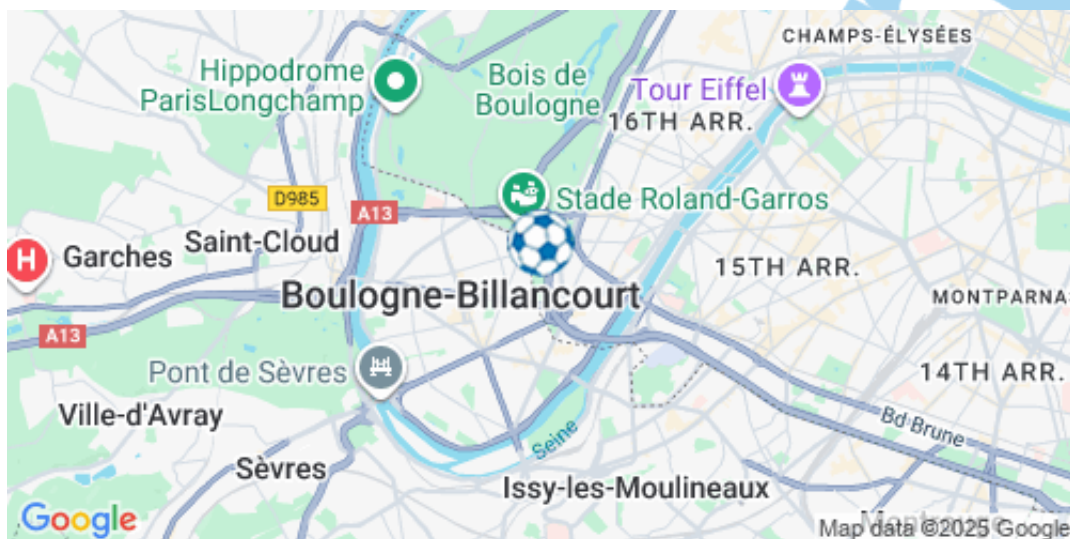 CHAMPS-ÉLYSÉES
Hippodrome
ParisLongchamp
Bois de
Boulogne
Tour Eiffel
16TH ARR.
D985
A13
Stade Roland-Garros
H
Garches
Saint-Cloud
15TH ARR.
Boulogne-Billancourt
MONTPARNA
A13
Pont de Sèvres
14TH ARR.
Ville-d'Avray
Bd Brune
Seine
Sèvres
Issy-les-Moulineaux
Google
Map data ©2025 Google